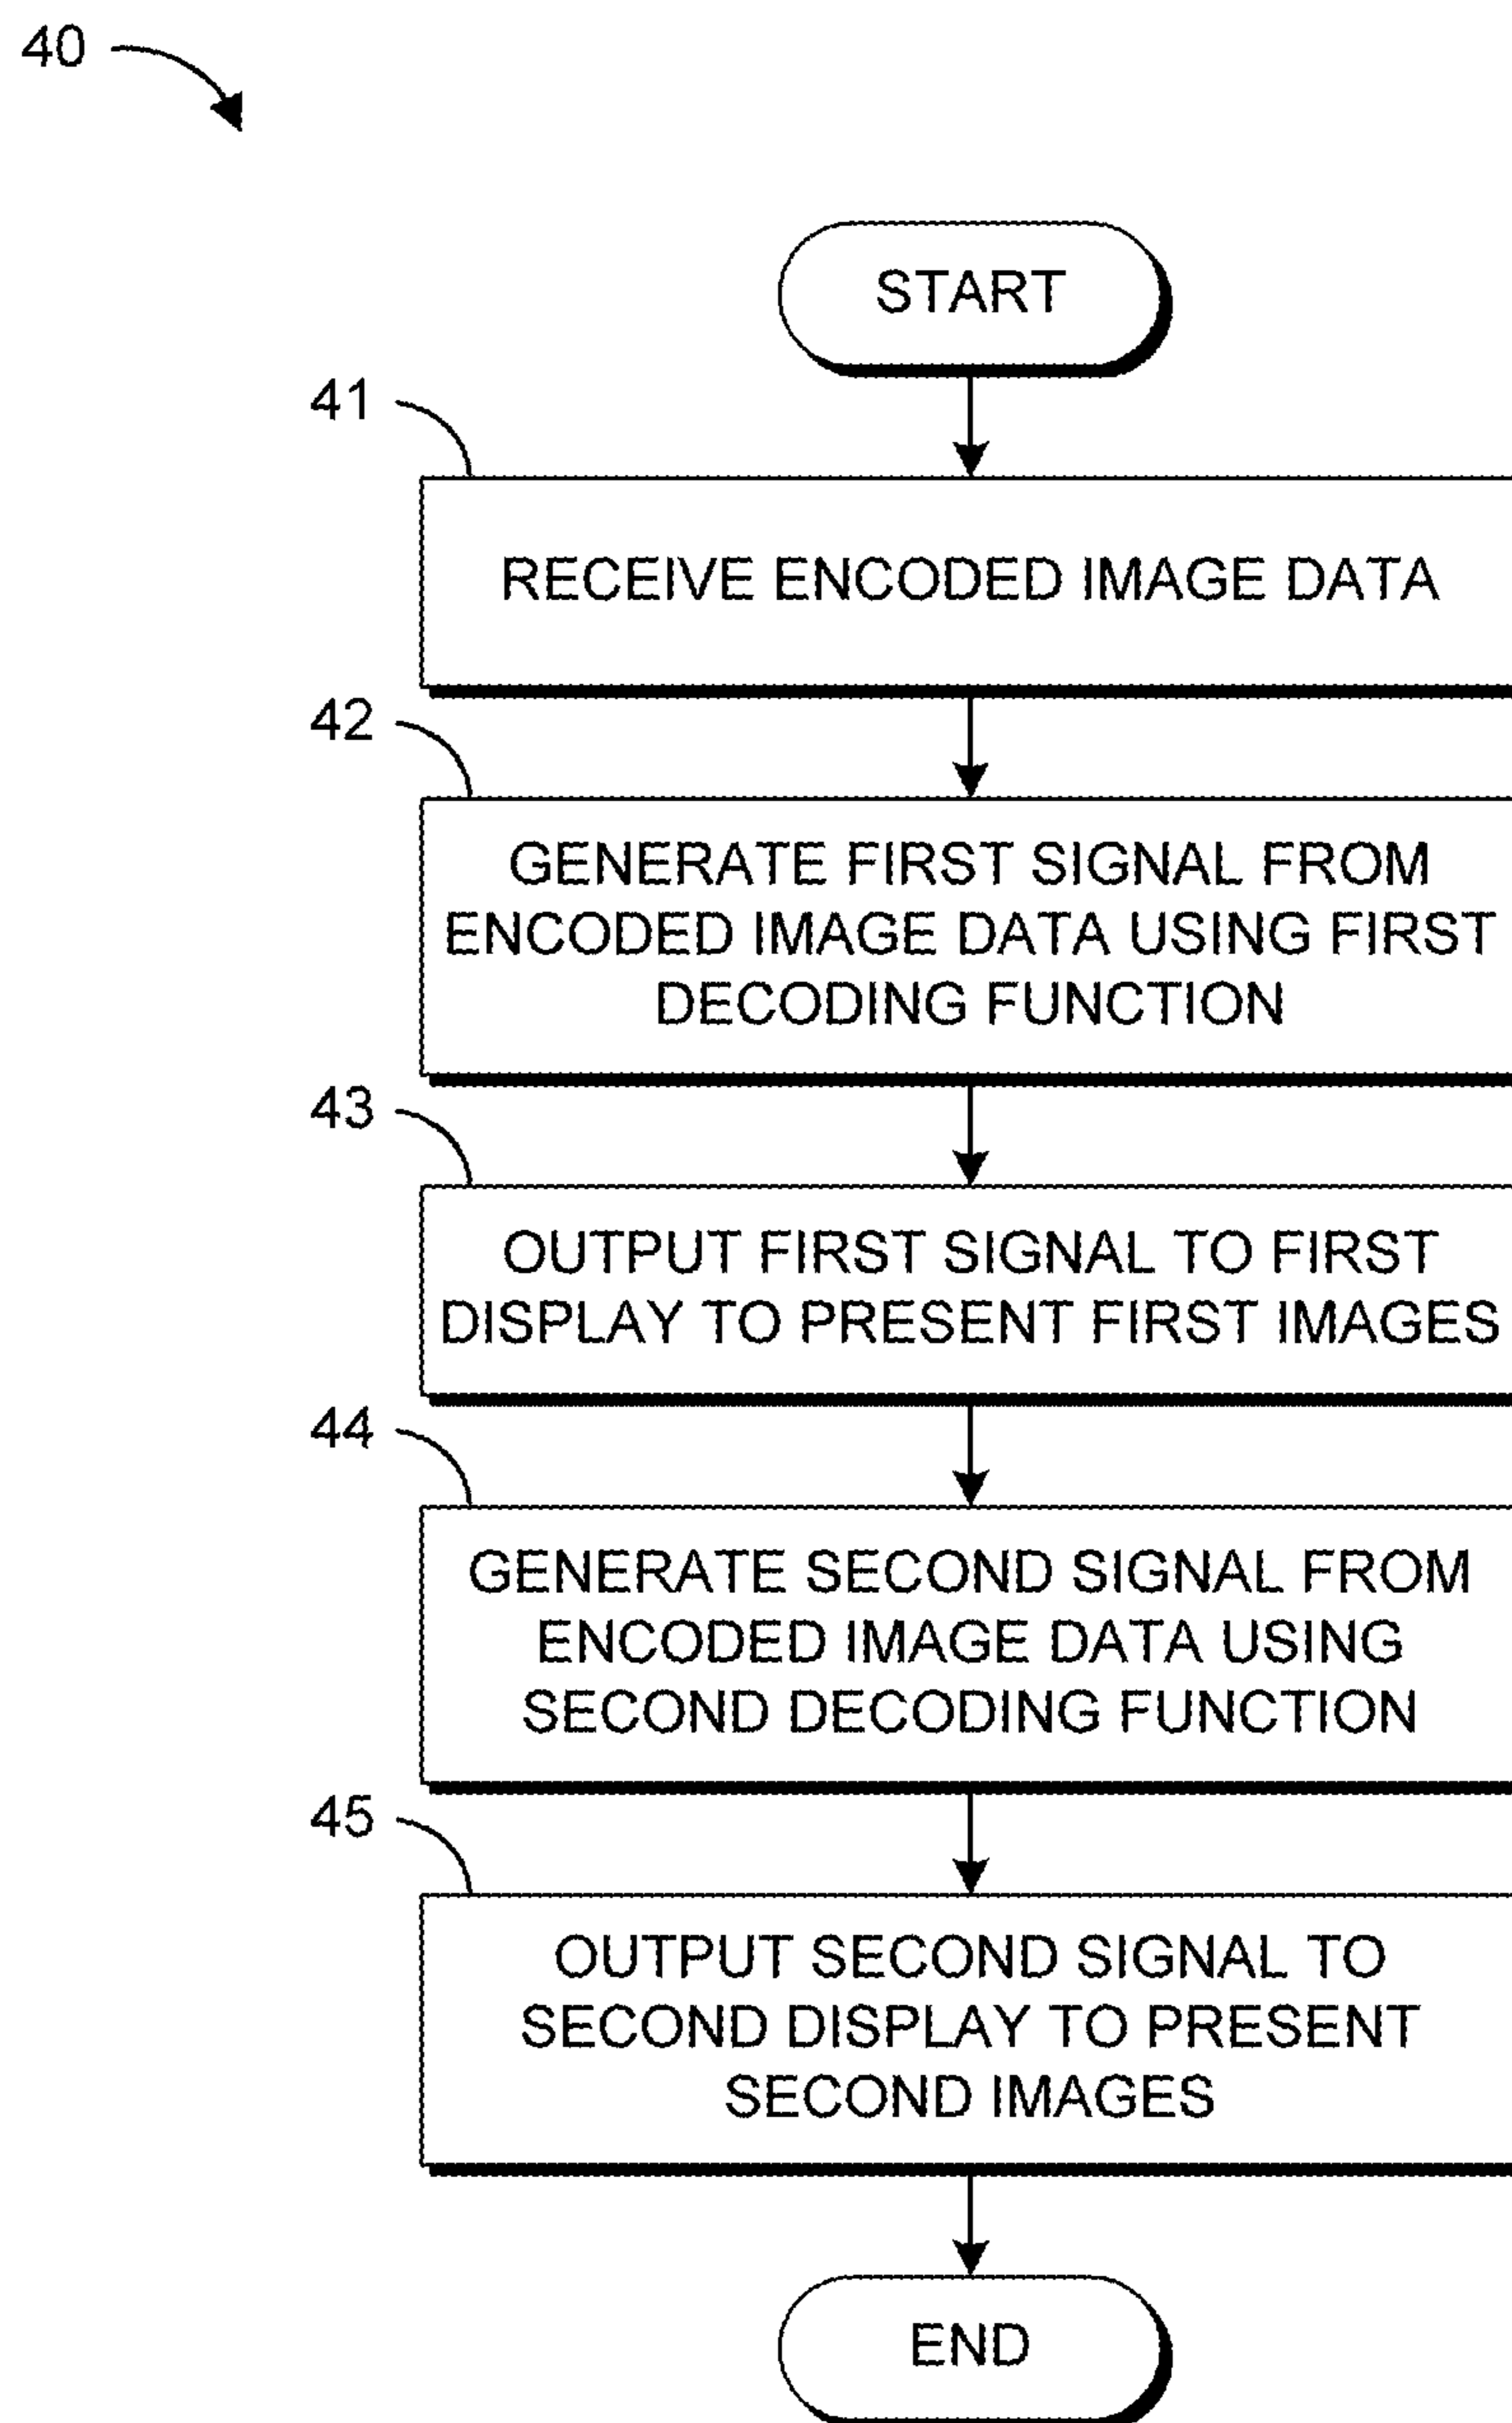 40
START
41
RECEIVE ENCODED IMAGE DATA
42
GENERATE FIRST SIGNAL FROM
ENCODED IMAGE DATA USING FIRST
DECODING FUNCTION
43
OUTPUT FIRST SIGNAL TO FIRST
DISPLAY TO PRESENT FIRST IMAGES
44
GENERATE SECOND SIGNAL FROM
ENCODED IMAGE DATA USING
SECOND DECODING FUNCTION
45
OUTPUT SECOND SIGNAL TO
SECOND DISPLAY TO PRESENT
SECOND IMAGES
END